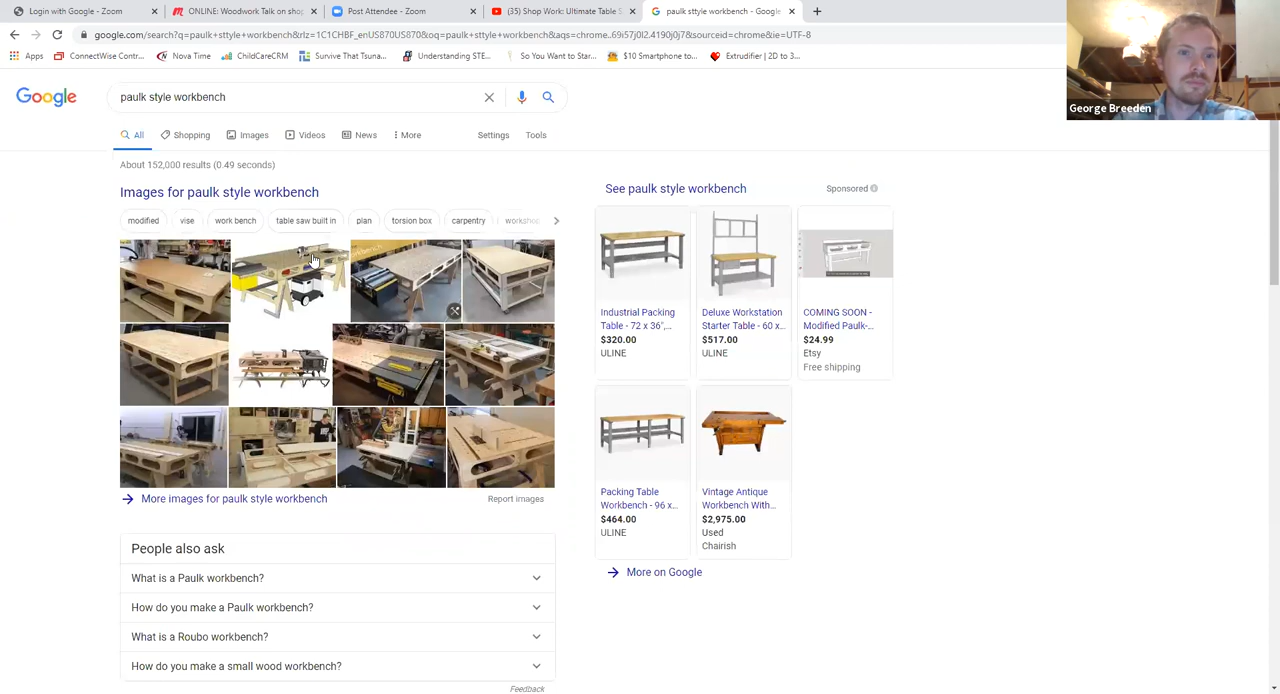 Login with Google - Zoom
ONLINE: Woodwork Talk on shop
Post Attendee - Zoom
(35) Shop Work: Ultimate Table S
paulk sttyle workbench - Google
google.com/search?q=paulk+sttyle+workbench&rlz=1C1CHBF_enUS870US870&oq=paulk+sttyle+workbench&aqs=chrome..69i57j0l2.4190j0j7&sourceid=chrome&ie=UTF-8
Apps
ConnectWise Contr...
Nova Time
ChildCareCRM
Survive That Tsuna...
Understanding STE...
So You Want to Star...
$10 Smartphone to...
Extrudifier | 2D to 3...
George Breeden
Google
paulk style workbench
All
Shopping
Images
Videos
News
More
Settings
Tools
About 152,000 results (0.49 seconds)
Images for paulk style workbench
modified
vise
work bench
table saw built in
plan
torsion box
carpentry
workshop
More images for paulk style workbench
Report images
People also ask
What is a Paulk workbench?
How do you make a Paulk workbench?
What is a Roubo workbench?
How do you make a small wood workbench?
Feedback
See paulk style workbench
Sponsored
Industrial Packing
Table - 72 x 36",...
$320.00
ULINE
Deluxe Workstation
Starter Table - 60 x...
$517.00
ULINE
COMING SOON -
Modified Paulk-...
$24.99
Etsy
Free shipping
Packing Table
Workbench - 96 x...
$464.00
ULINE
Vintage Antique
Workbench With...
$2,975.00
Used
Chairish
More on Google